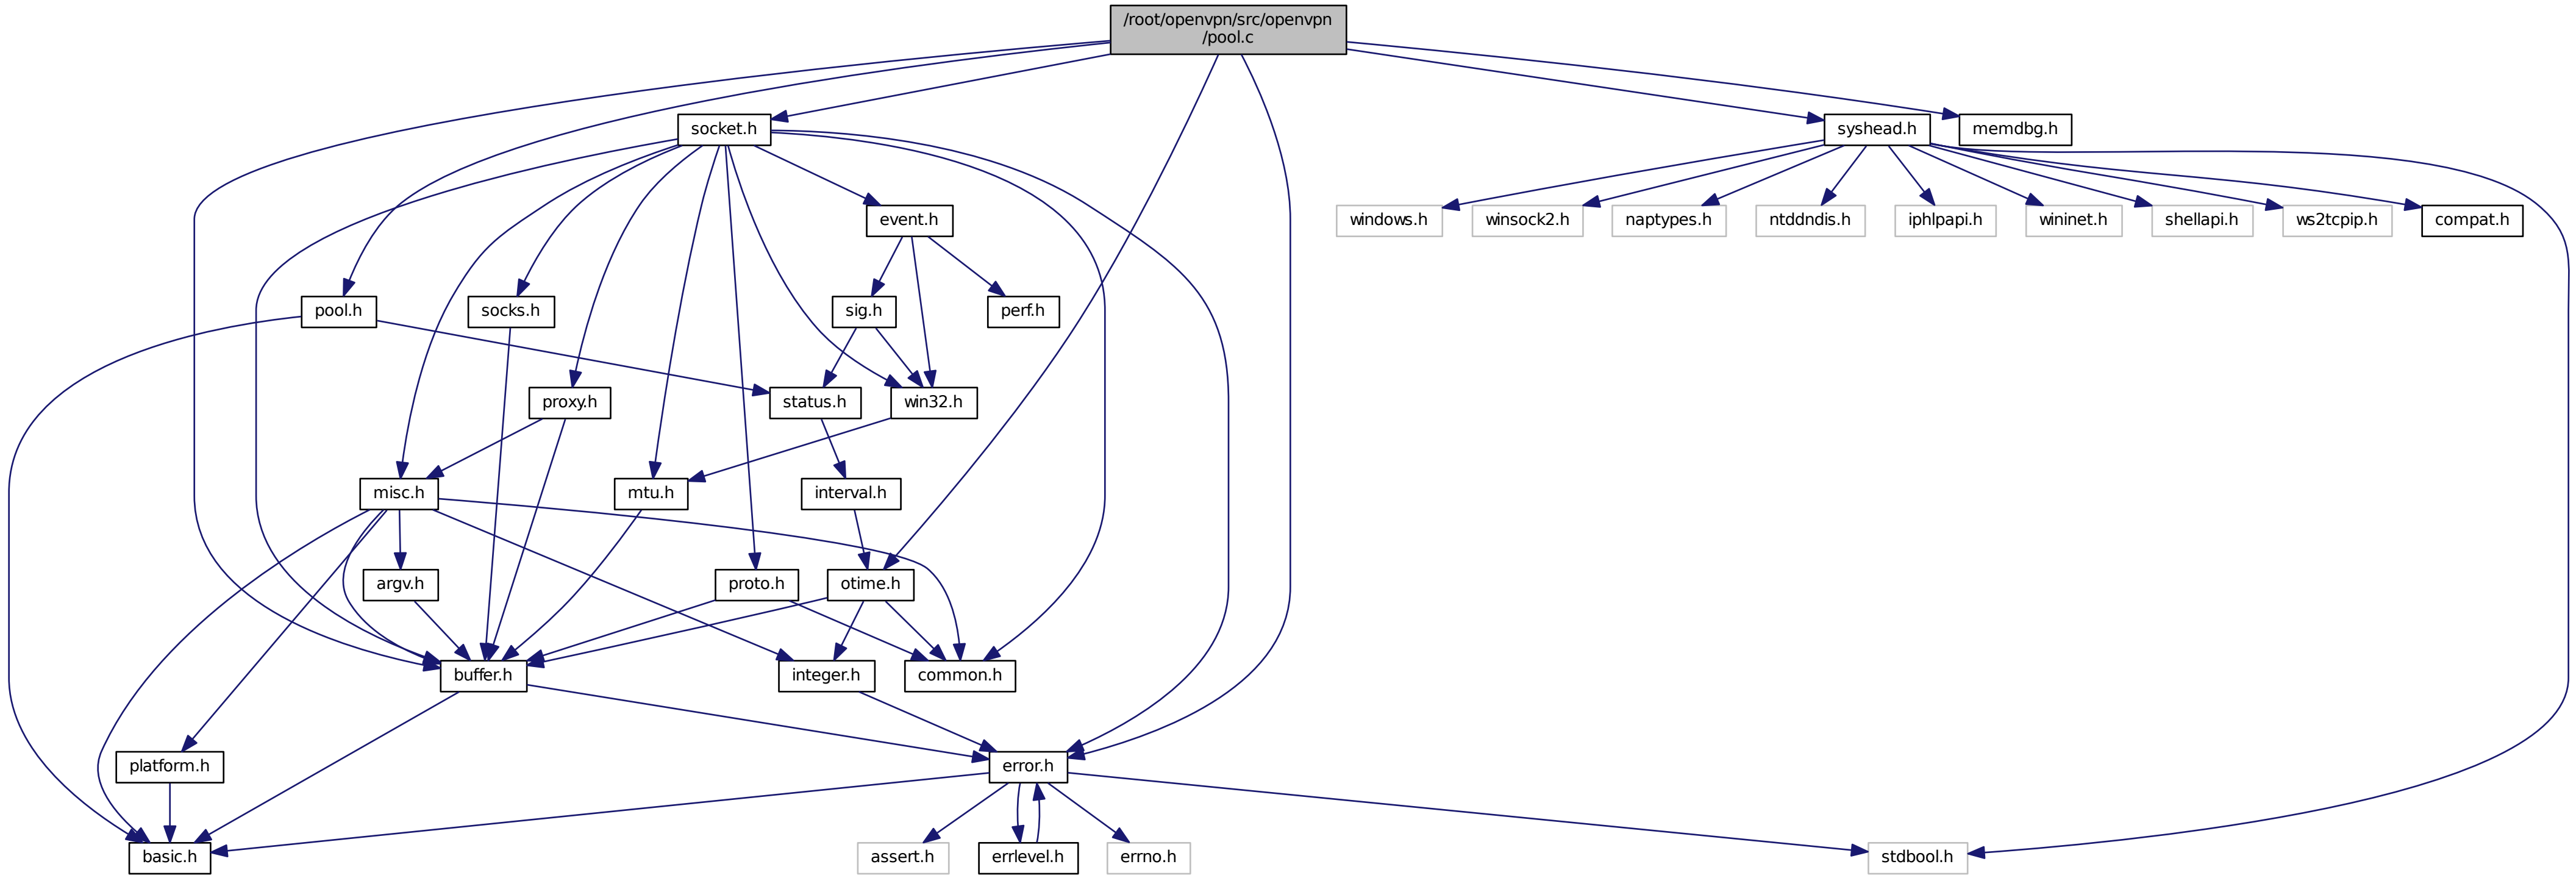 /root/openvpn/src/openvpn
/pool.c
socket.h
syshead.h
memdbg.h
event.h
windows.h
winsock2.h
naptypes.h
ntddndis.h
iphlpapi.h
wininet.h
shellapi.h
ws2tcpip.h
compat.h
pool.h
socks.h
sig.h
perf.h
proxy.h
status.h
win32.h
misc.h
mtu.h
interval.h
argv.h
proto.h
otime.h
buffer.h
integer.h
common.h
platform.h
error.h
basic.h
assert.h
errlevel.h
errno.h
stdbool.h